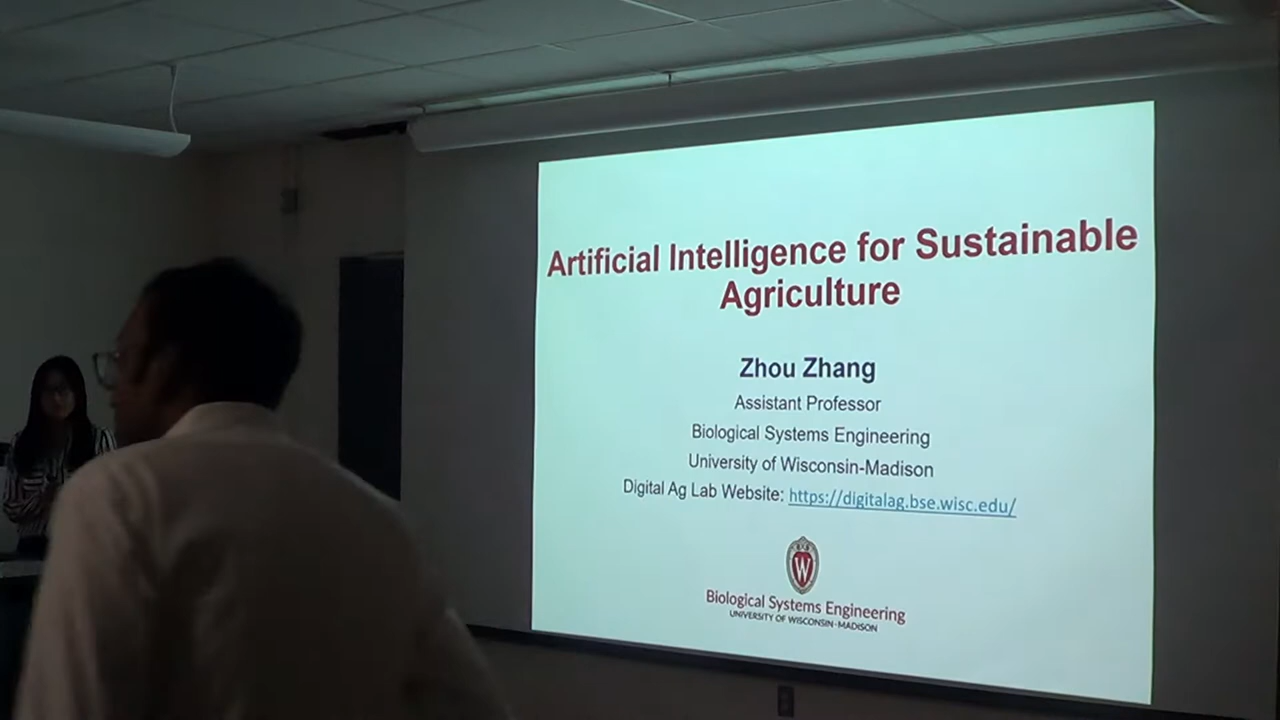 Artificial Intelligence for Sustainable
Agriculture
Zhou Zhang
Assistant Professor
Biological Systems Engineering
University of Wisconsin-Madison
Digital Ag Lab Website: https://digitalag.bse.wisc.edu/
W
Biological Systems Engineering
UNIVERSITY OF WISCONSIN-MADISON